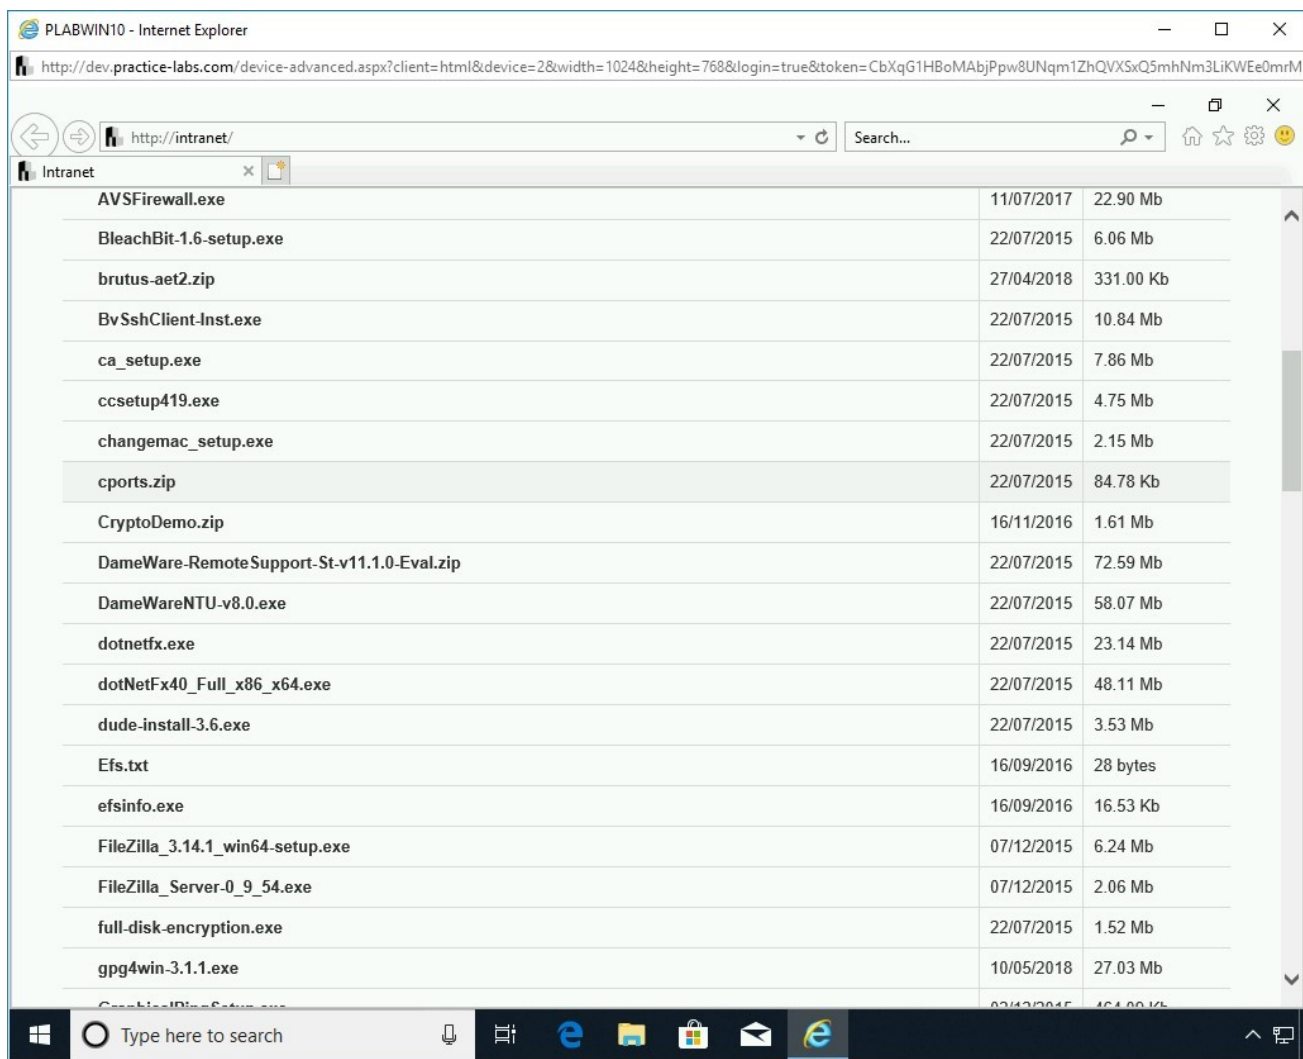 PLABWIN10 - Internet Explorer
http://dev.practice-labs.com/device-advanced.aspx?client=html&device=2&width=1024&height=768&login=true&token=CbXqG1HBoMAbjPpw8UNqm1ZhQVXSxQ5mhNm3LiKWEe0mrM
http://intranet/ Search...
Intranet
AVSFirewall.exe 11/07/2017 22.90 Mb
BleachBit-1.6-setup.exe 22/07/2015 6.06 Mb
brutus-aet2.zip 27/04/2018 331.00 Kb
BvSshClient-Inst.exe 22/07/2015 10.84 Mb
ca_setup.exe 22/07/2015 7.86 Mb
ccsetup419.exe 22/07/2015 4.75 Mb
changemac_setup.exe 22/07/2015 2.15 Mb
cports.zip 22/07/2015 84.78 Kb
CryptoDemo.zip 16/11/2016 1.61 Mb
DameWare-RemoteSupport-St-v11.1.0-Eval.zip 22/07/2015 72.59 Mb
DameWareNTU-v8.0.exe 22/07/2015 58.07 Mb
dotnetfx.exe 22/07/2015 23.14 Mb
dotNetFx40_Full_x86_x64.exe 22/07/2015 48.11 Mb
dude-install-3.6.exe 22/07/2015 3.53 Mb
Efs.txt 16/09/2016 28 bytes
efsinfo.exe 16/09/2016 16.53 Kb
FileZilla_3.14.1_win64-setup.exe 07/12/2015 6.24 Mb
FileZilla_Server-0_9_54.exe 07/12/2015 2.06 Mb
full-disk-encryption.exe 22/07/2015 1.52 Mb
gpg4win-3.1.1.exe 10/05/2018 27.03 Mb
Type here to search